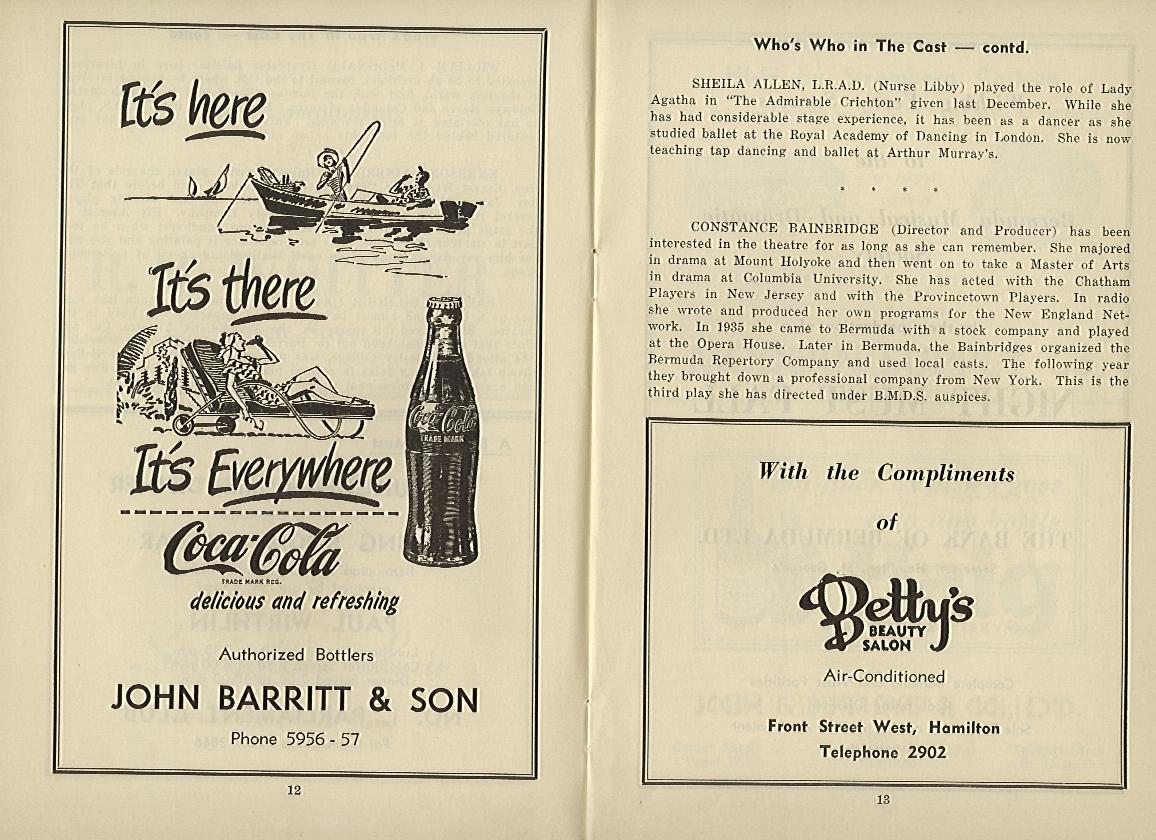 It's here
It's there
It's Everywhere
Coca-Cola
TRADE MARK REG.
delicious and refreshing
Coca-Cola
TRADE MARK
Authorized Bottlers
JOHN BARRITT & SON
Phone 5956 - 57
12
Who's Who in The Cast — contd.
SHEILA ALLEN, L.R.A.D. (Nurse Libby) played the role of Lady
Agatha in "The Admirable Crichton" given last December. While she
has had considerable stage experience, it has been as a dancer as she
studied ballet at the Royal Academy of Dancing in London. She is now
teaching tap dancing and ballet at Arthur Murray's.
* * * *
CONSTANCE BAINBRIDGE (Director and Producer) has been
interested in the theatre for as long as she can remember. She majored
in drama at Mount Holyoke and then went on to take a Master of Arts
in drama at Columbia University. She has acted with the Chatham
Players in New Jersey and with the Provincetown Players. In radio
she wrote and produced her own programs for the New England Net-
work. In 1935 she came to Bermuda with a stock company and played
at the Opera House. Later in Bermuda, the Bainbridges organized the
Bermuda Repertory Company and used local casts. The following year
they brought down a professional company from New York. This is the
third play she has directed under B.M.D.S. auspices.
With the Compliments
of
Betty's
BEAUTY
SALON
Air-Conditioned
Front Street West, Hamilton
Telephone 2902
13